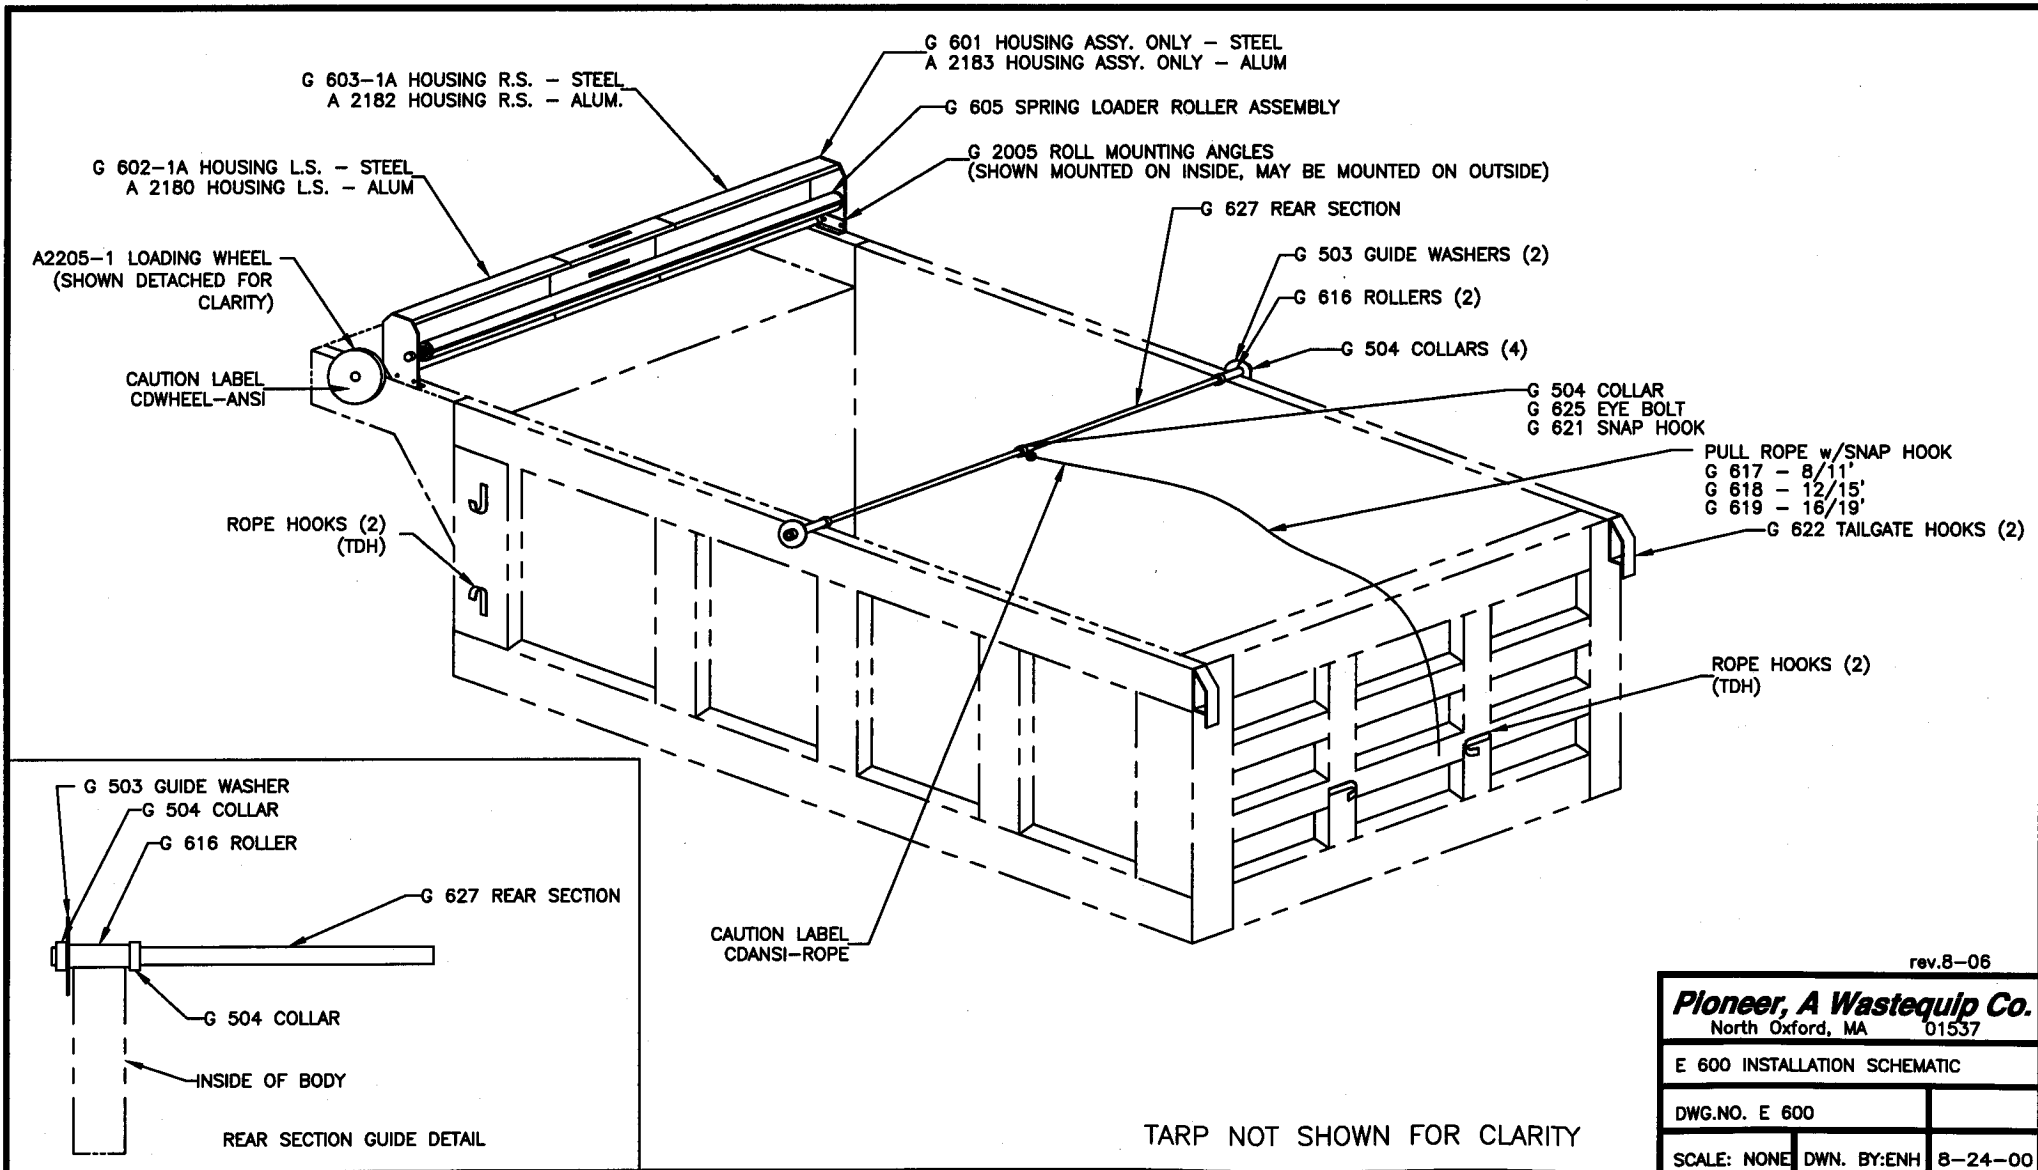 G 601 HOUSING ASSY. ONLY – STEEL
A 2183 HOUSING ASSY. ONLY – ALUM
G 603–1A HOUSING R.S. – STEEL
A 2182 HOUSING R.S. – ALUM.
G 605 SPRING LOADER ROLLER ASSEMBLY
G 602–1A HOUSING L.S. – STEEL
A 2180 HOUSING L.S. – ALUM
G 2005 ROLL MOUNTING ANGLES
(SHOWN MOUNTED ON INSIDE, MAY BE MOUNTED ON OUTSIDE)
G 627 REAR SECTION
A2205–1 LOADING WHEEL
(SHOWN DETACHED FOR
CLARITY)
G 503 GUIDE WASHERS (2)
G 616 ROLLERS (2)
G 504 COLLARS (4)
CAUTION LABEL
CDWHEEL–ANSI
G 504 COLLAR
G 625 EYE BOLT
G 621 SNAP HOOK
PULL ROPE w/SNAP HOOK
G 617 – 8/11'
G 618 – 12/15'
G 619 – 16/19'
G 622 TAILGATE HOOKS (2)
ROPE HOOKS (2)
(TDH)
ROPE HOOKS (2)
(TDH)
CAUTION LABEL
CDANSI–ROPE
G 503 GUIDE WASHER
G 504 COLLAR
G 616 ROLLER
G 627 REAR SECTION
G 504 COLLAR
INSIDE OF BODY
REAR SECTION GUIDE DETAIL
TARP NOT SHOWN FOR CLARITY
rev.8–06
Pioneer, A Wastequip Co.
North Oxford, MA 01537
E 600 INSTALLATION SCHEMATIC
DWG.NO. E 600
SCALE: NONE DWN. BY:ENH 8–24–00